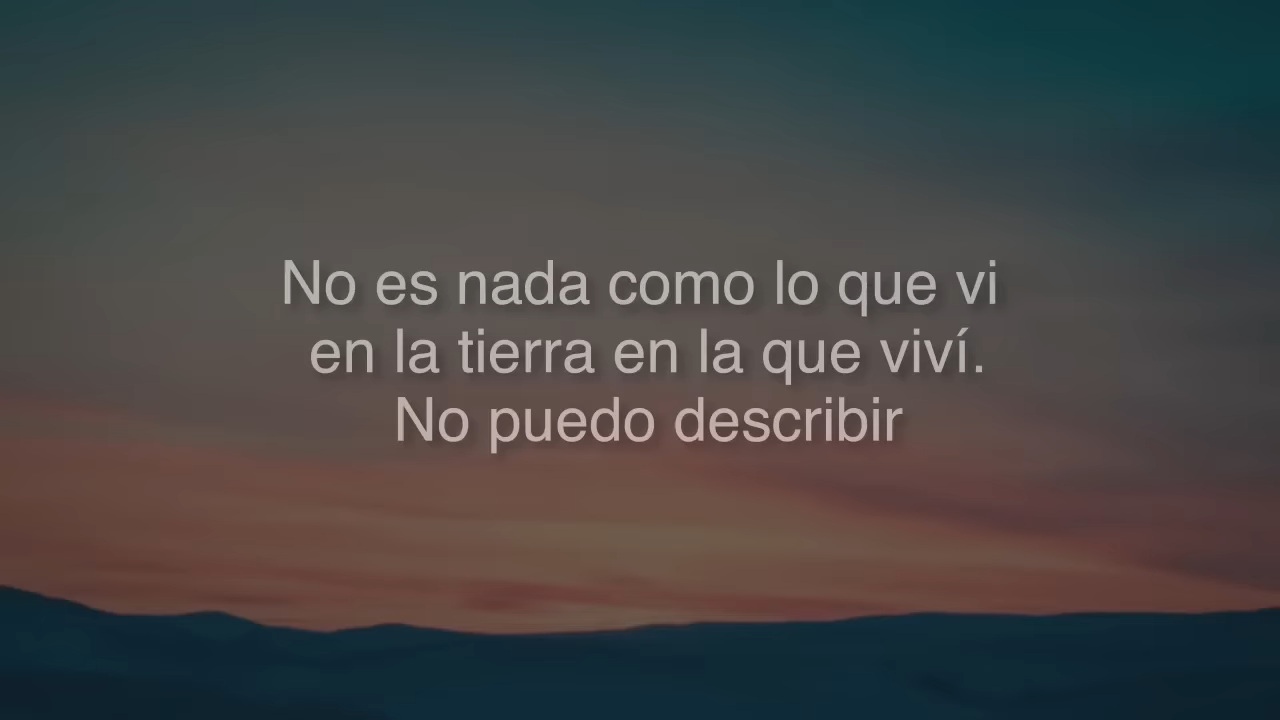 No es nada como lo que vi
en la tierra en la que viví.
No puedo describir